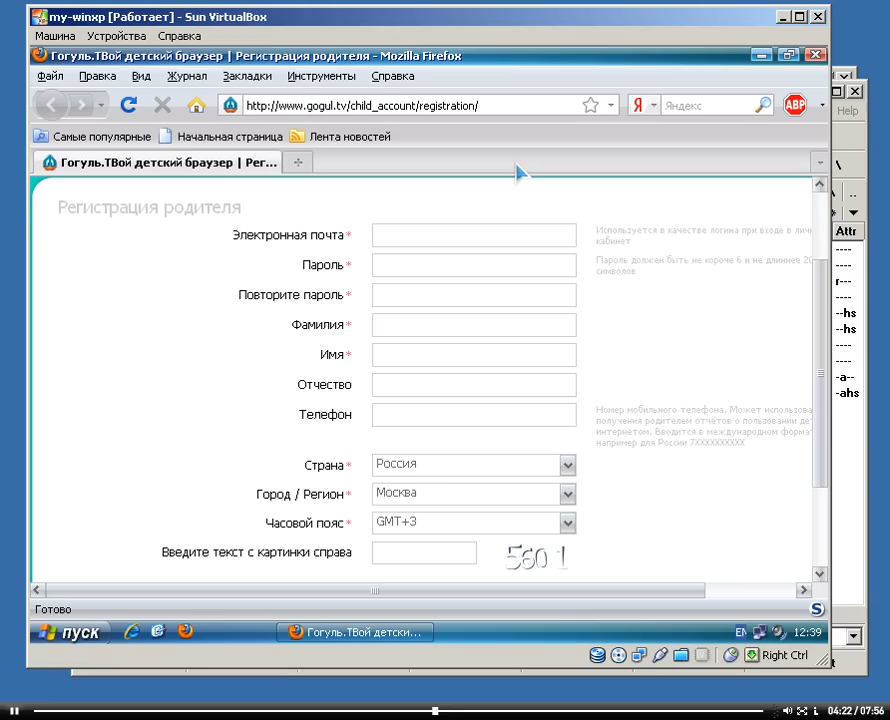 my-winxp [Работает] - Sun VirtualBox
Машина Устройства Справка
Гогуль.ТВой детский браузер | Регистрация родителя - Mozilla Firefox
Файл Правка Вид Журнал Закладки Инструменты Справка
http://www.gogul.tv/child_account/registration/
Я Яндекс ABP
Help
Самые популярные Начальная страница Лента новостей
Гогуль.ТВой детский браузер | Рег...
Регистрация родителя
Attr
Электронная почта*
Используется в качестве логина при входе в личн
кабинет
----
Пароль*
Пароль должен быть не короче 6 и не длиннее 20
символов
----
r---
Повторите пароль*
----
--hs
Фамилия*
--hs
----
Имя*
----
-a--
Отчество
-ahs
Телефон
Номер мобильного телефона. Может использова
получения родителем отчётов о пользовании де
интернетом. Вводится в международном формат
например для России 7XXXXXXXXXX
Страна* Россия
Город / Регион* Москва
Часовой пояс* GMT+3
Введите текст с картинки справа 560 1
Готово
пуск Гогуль.ТВой детски... EN 12:39
Right Ctrl
04:22 / 07:56